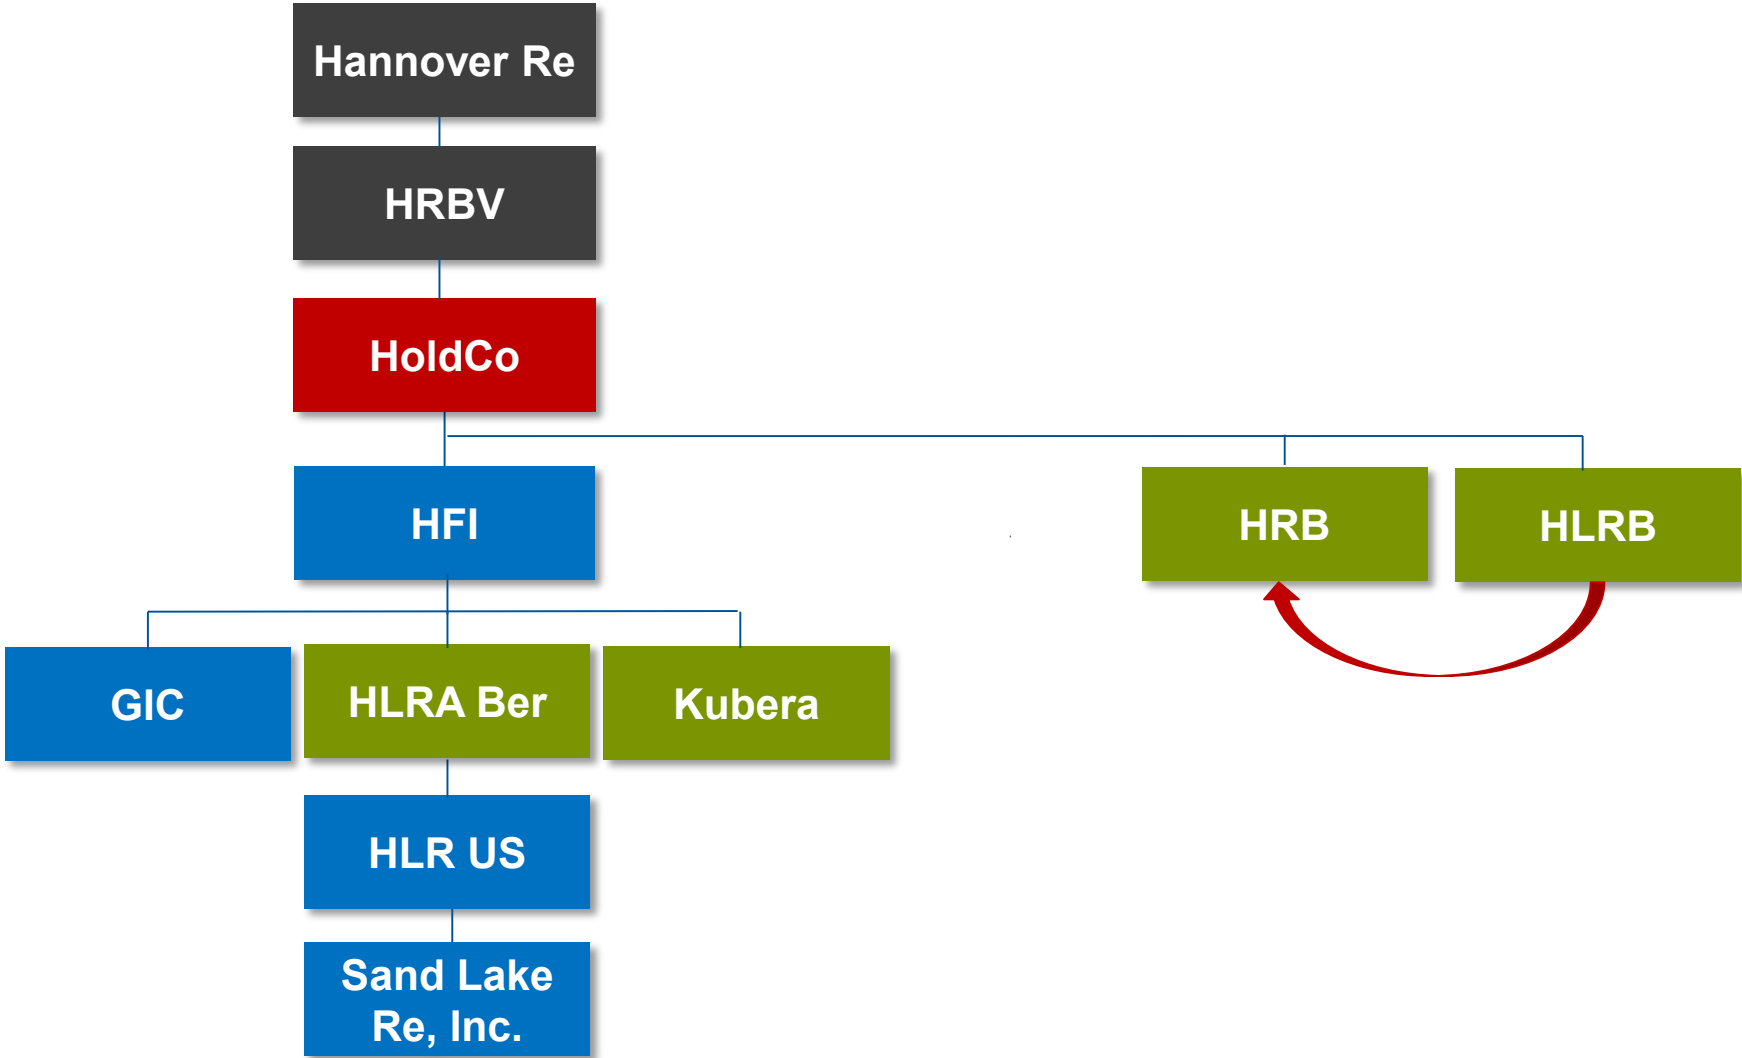 Hannover Re
HRBV
HoldCo
HFI
HRB
HLRB
GIC
HLRA Ber
Kubera
HLR US
Sand Lake
Re, Inc.